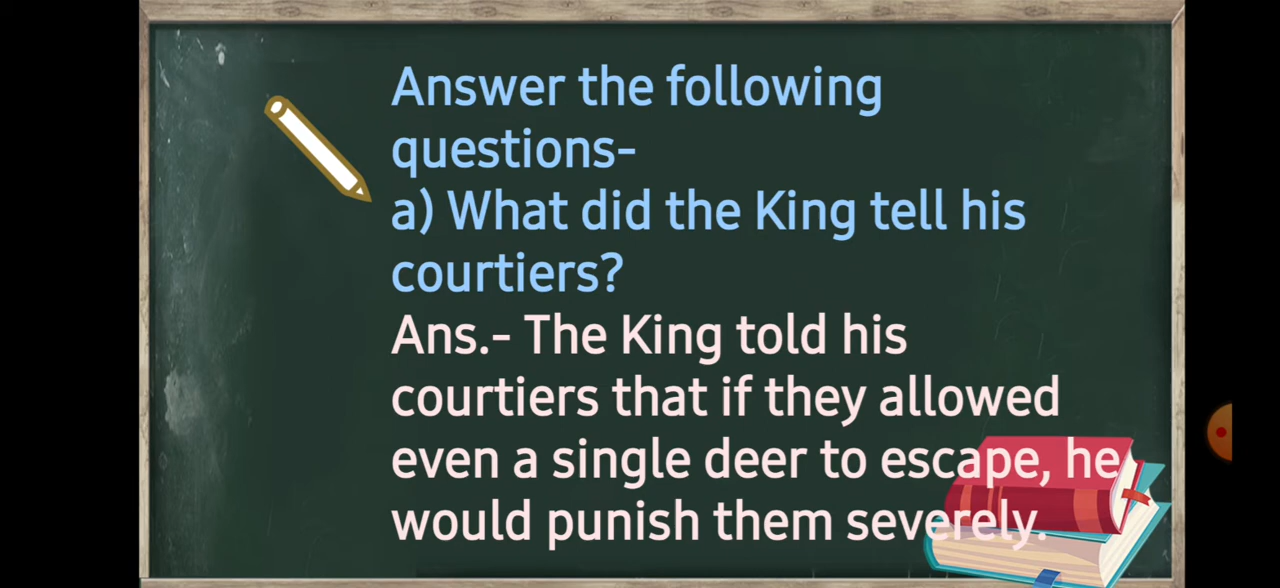 Answer the following
questions-
a) What did the King tell his
courtiers?
Ans.- The King told his
courtiers that if they allowed
even a single deer to escape, he
would punish them severely.